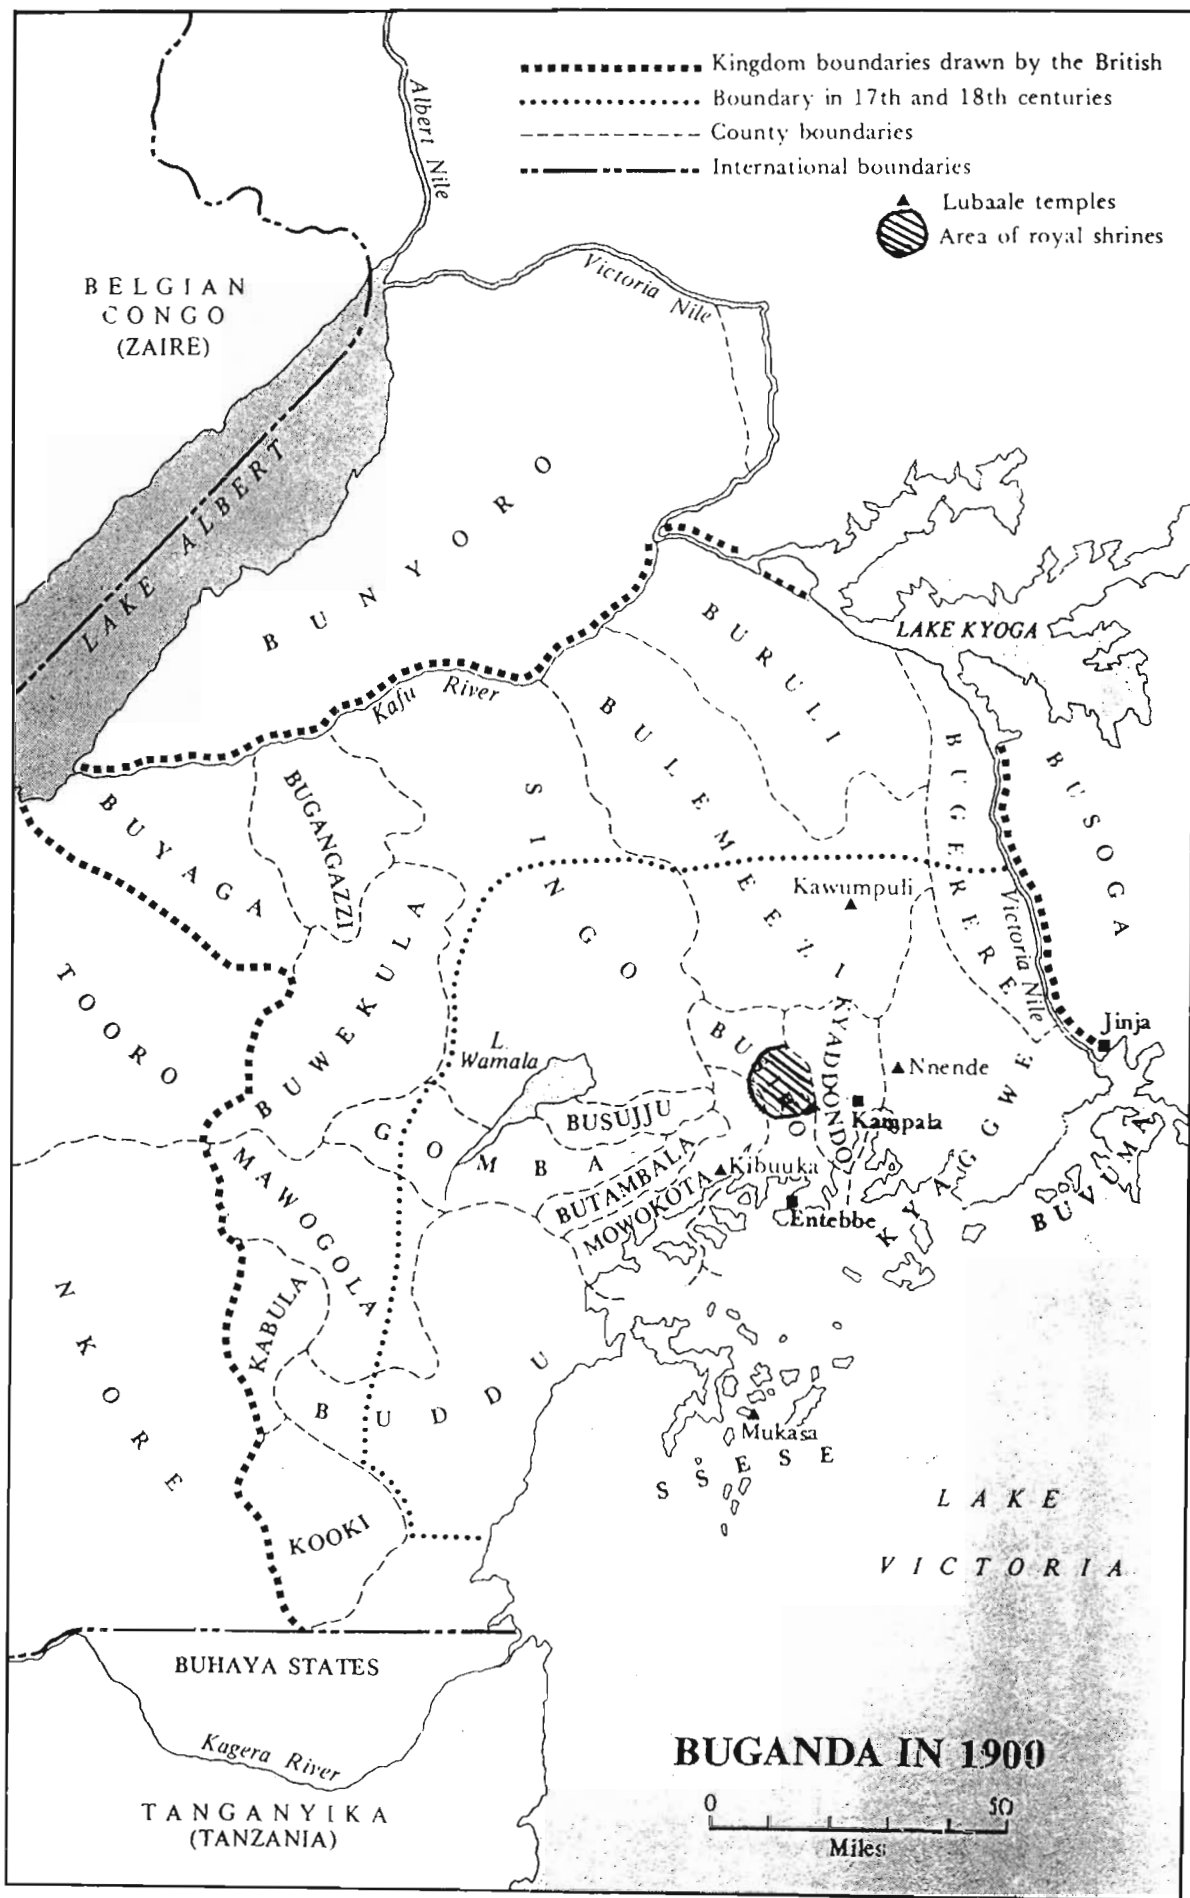 Kingdom boundaries drawn by the British
Boundary in 17th and 18th centuries
County boundaries
International boundaries
Lubaale temples
Area of royal shrines
Albert Nile
Victoria Nile
BELGIAN
CONGO
(ZAIRE)
LAKE ALBERT
BUNYORO
Kafu River
LAKE KYOGA
BURULI
BULEMEEZI
SINGO
BUGERERE
BUSOGA
BUYAGA
BUGANGAZZI
Kawumpuli
Victoria Nile
BUWEKULA
TOORO
L.
Wamala
BUSIRO
KYADDONDO
Nnende
Jinja
Kampala
KYAGGWE
BUVUMA
BUSUJJU
GOMBA
BUTAMBALA
MOWOKOTA
Kibuuka
Entebbe
MAWOGOLA
KABULA
NKORE
BUDDU
Mukasa
SSESE
KOOKI
LAKE
VICTORIA
BUHAYA STATES
Kagera River
TANGANYIKA
(TANZANIA)
BUGANDA IN 1900
0 50
Miles